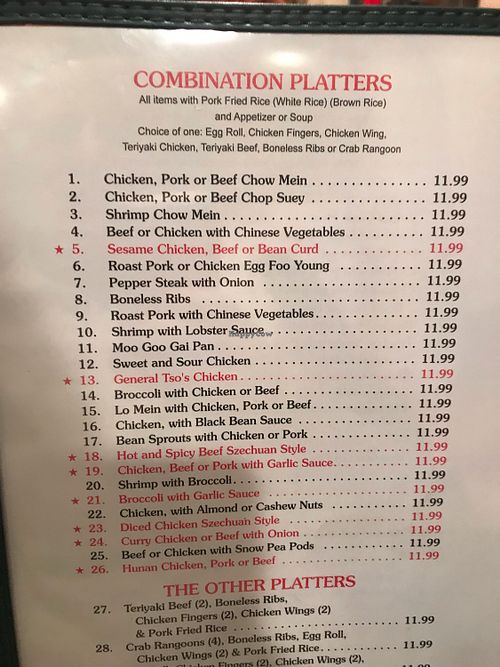 COMBINATION PLATTERS
All items with Pork Fried Rice (White Rice) (Brown Rice)
and Appetizer or Soup
Choice of one: Egg Roll, Chicken Fingers, Chicken Wing,
Teriyaki Chicken, Teriyaki Beef, Boneless Ribs or Crab Rangoon
1. Chicken, Pork or Beef Chow Mein . . . . . . . . . . . . . . . 11.99
2. Chicken, Pork or Beef Chop Suey . . . . . . . . . . . . . . . 11.99
3. Shrimp Chow Mein . . . . . . . . . . . . . . . . . . . . . . . . . . . . 11.99
4. Beef or Chicken with Chinese Vegetables . . . . . . . . . . 11.99
★ 5. Sesame Chicken, Beef or Bean Curd . . . . . . . . . . . . . 11.99
6. Roast Pork or Chicken Egg Foo Young . . . . . . . . . . . 11.99
7. Pepper Steak with Onion . . . . . . . . . . . . . . . . . . . . . 11.99
8. Boneless Ribs . . . . . . . . . . . . . . . . . . . . . . . . . . . . 11.99
9. Roast Pork with Chinese Vegetables. . . . . . . . . . . . . . 11.99
10. Shrimp with Lobster Sauce . . . . . . . . . . . . . . . . . . . 11.99
happycow
11. Moo Goo Gai Pan . . . . . . . . . . . . . . . . . . . . . . . . . . 11.99
12. Sweet and Sour Chicken . . . . . . . . . . . . . . . . . . . . . 11.99
★ 13. General Tso's Chicken . . . . . . . . . . . . . . . . . . . . . . 11.99
14. Broccoli with Chicken or Beef . . . . . . . . . . . . . . . . . 11.99
15. Lo Mein with Chicken, Pork or Beef . . . . . . . . . . . . . 11.99
16. Chicken, with Black Bean Sauce . . . . . . . . . . . . . . . 11.99
17. Bean Sprouts with Chicken or Pork . . . . . . . . . . . . . 11.99
★ 18. Hot and Spicy Beef Szechuan Style . . . . . . . . . . . . . 11.99
★ 19. Chicken, Beef or Pork with Garlic Sauce. . . . . . . . . . 11.99
20. Shrimp with Broccoli . . . . . . . . . . . . . . . . . . . . . . . . 11.99
★ 21. Broccoli with Garlic Sauce . . . . . . . . . . . . . . . . . . . 11.99
22. Chicken, with Almond or Cashew Nuts . . . . . . . . . . . 11.99
★ 23. Diced Chicken Szechuan Style . . . . . . . . . . . . . . . . 11.99
★ 24. Curry Chicken or Beef with Onion . . . . . . . . . . . . . . 11.99
25. Beef or Chicken with Snow Pea Pods . . . . . . . . . . . . 11.99
★ 26. Hunan Chicken, Pork or Beef . . . . . . . . . . . . . . . . . 11.99
THE OTHER PLATTERS
27. Teriyaki Beef (2), Boneless Ribs,
Chicken Fingers (2), Chicken Wings (2)
& Pork Fried Rice . . . . . . . . . . . . . . . . . . . . . . . . . 11.99
28. Crab Rangoons (4), Boneless Ribs, Egg Roll,
Chicken Wings (2) & Pork Fried Rice. . . . . . . . . . . . . 11.99
Chicken Fingers (2), Chicken Wings (2),